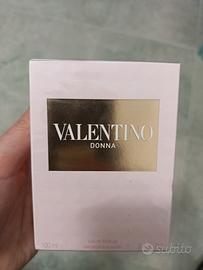 VALENTINO
DONNA
100 ml
subito